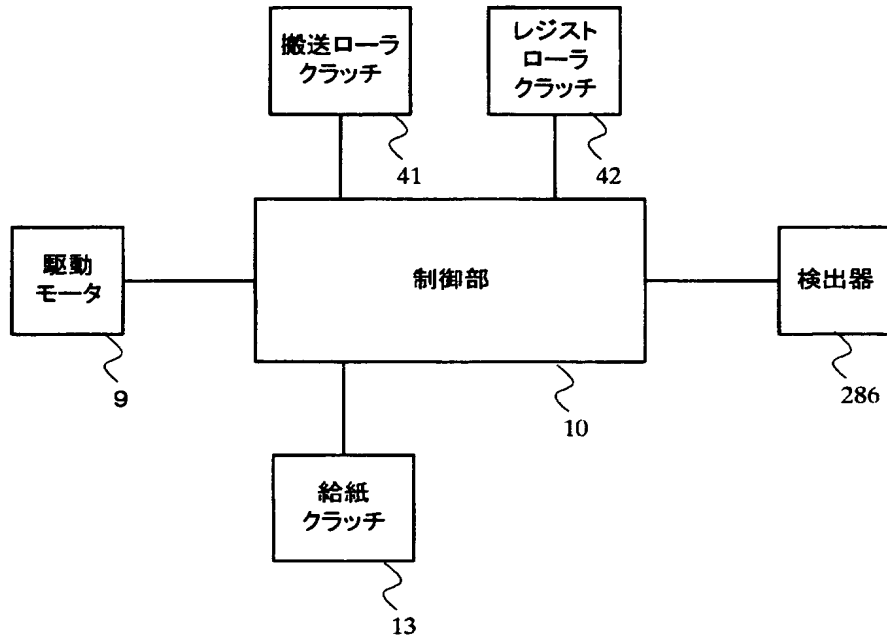 搬送ローラ
クラッチ
41
レジスト
ローラ
クラッチ
42
駆動
モータ
9
制御部
10
検出器
286
給紙
クラッチ
13